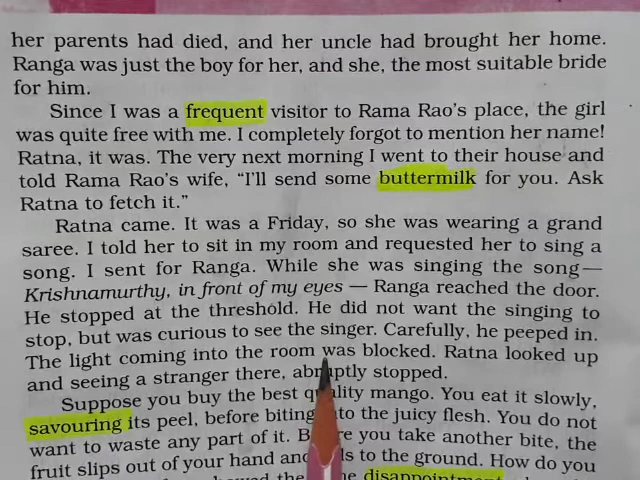 her parents had died, and her uncle had brought her home.
Ranga was just the boy for her, and she, the most suitable bride
for him.
Since I was a frequent visitor to Rama Rao's place, the girl
was quite free with me. I completely forgot to mention her name!
Ratna, it was. The very next morning I went to their house and
told Rama Rao's wife, “I'll send some buttermilk for you. Ask
Ratna to fetch it.”
Ratna came. It was a Friday, so she was wearing a grand
saree. I told her to sit in my room and requested her to sing a
song. I sent for Ranga. While she was singing the song—
Krishnamurthy, in front of my eyes — Ranga reached the door.
He stopped at the threshold. He did not want the singing to
stop, but was curious to see the singer. Carefully, he peeped in.
The light coming into the room was blocked. Ratna looked up
and seeing a stranger there, abruptly stopped.
Suppose you buy the best quality mango. You eat it slowly,
savouring its peel, before biting into the juicy flesh. You do not
want to waste any part of it. Before you take another bite, the
fruit slips out of your hand and falls to the ground. How do you
showed the disappointment